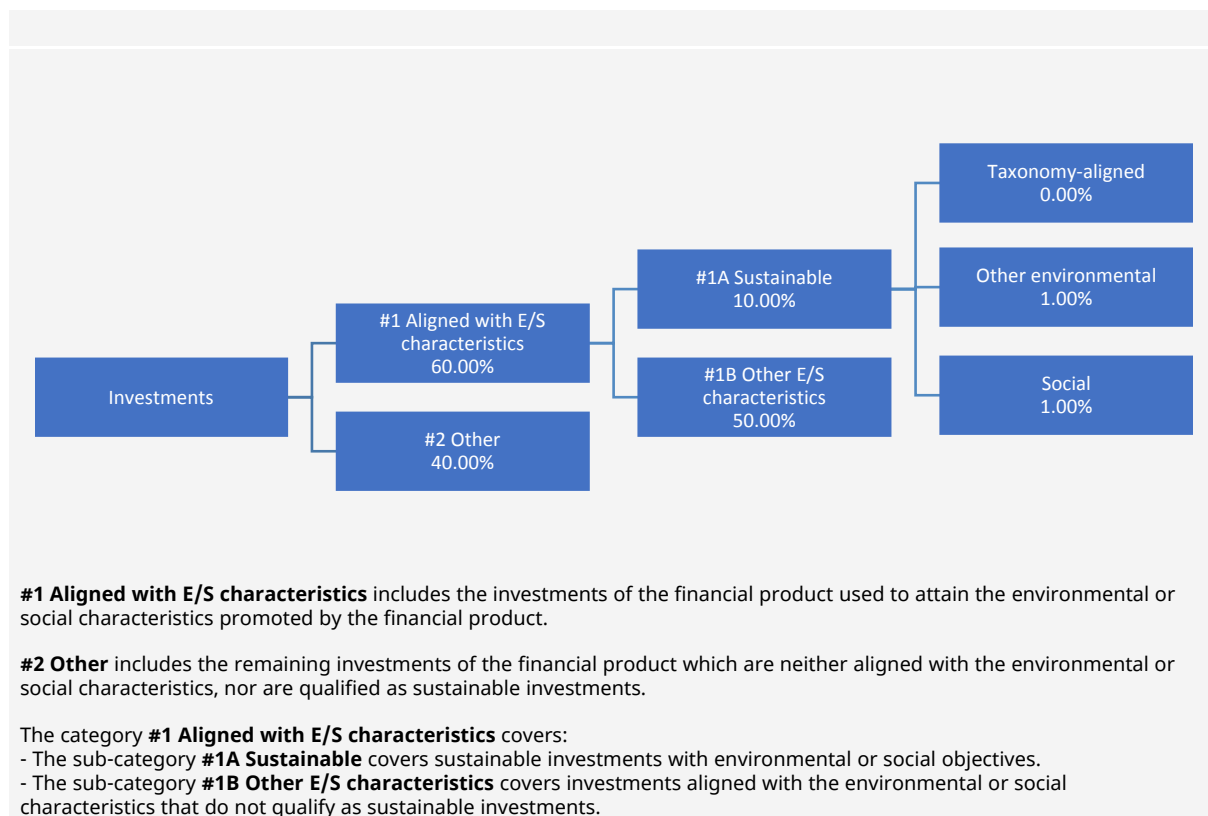 Investments
#1 Aligned with E/S
characteristics
60.00%
#2 Other
40.00%
#1A Sustainable
10.00%
#1B Other E/S
characteristics
50.00%
Taxonomy-aligned
0.00%
Other environmental
1.00%
Social
1.00%
#1 Aligned with E/S characteristics includes the investments of the financial product used to attain the environmental or
social characteristics promoted by the financial product.
#2 Other includes the remaining investments of the financial product which are neither aligned with the environmental or
social characteristics, nor are qualified as sustainable investments.
The category #1 Aligned with E/S characteristics covers:
- The sub-category #1A Sustainable covers sustainable investments with environmental or social objectives.
- The sub-category #1B Other E/S characteristics covers investments aligned with the environmental or social
characteristics that do not qualify as sustainable investments.